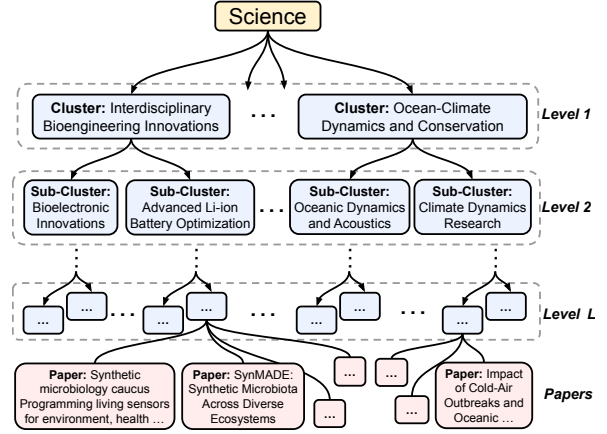 Science
Cluster: Interdisciplinary
Bioengineering Innovations
...
Cluster: Ocean-Climate
Dynamics and Conservation
Level 1
Sub-Cluster:
Bioelectronic
Innovations
Sub-Cluster:
Advanced Li-ion
Battery Optimization
...
Sub-Cluster:
Oceanic Dynamics
and Acoustics
Sub-Cluster:
Climate Dynamics
Research
Level 2
...
...
...
...
...
...
...
...
...
...
...
Level L
Paper: Synthetic
microbiology caucus
Programming living sensors
for environment, health ...
Paper: SynMADE:
Synthetic Microbiota
Across Diverse
Ecosystems
...
...
...
...
Paper: Impact
of Cold-Air
Outbreaks and
Oceanic ...
Papers